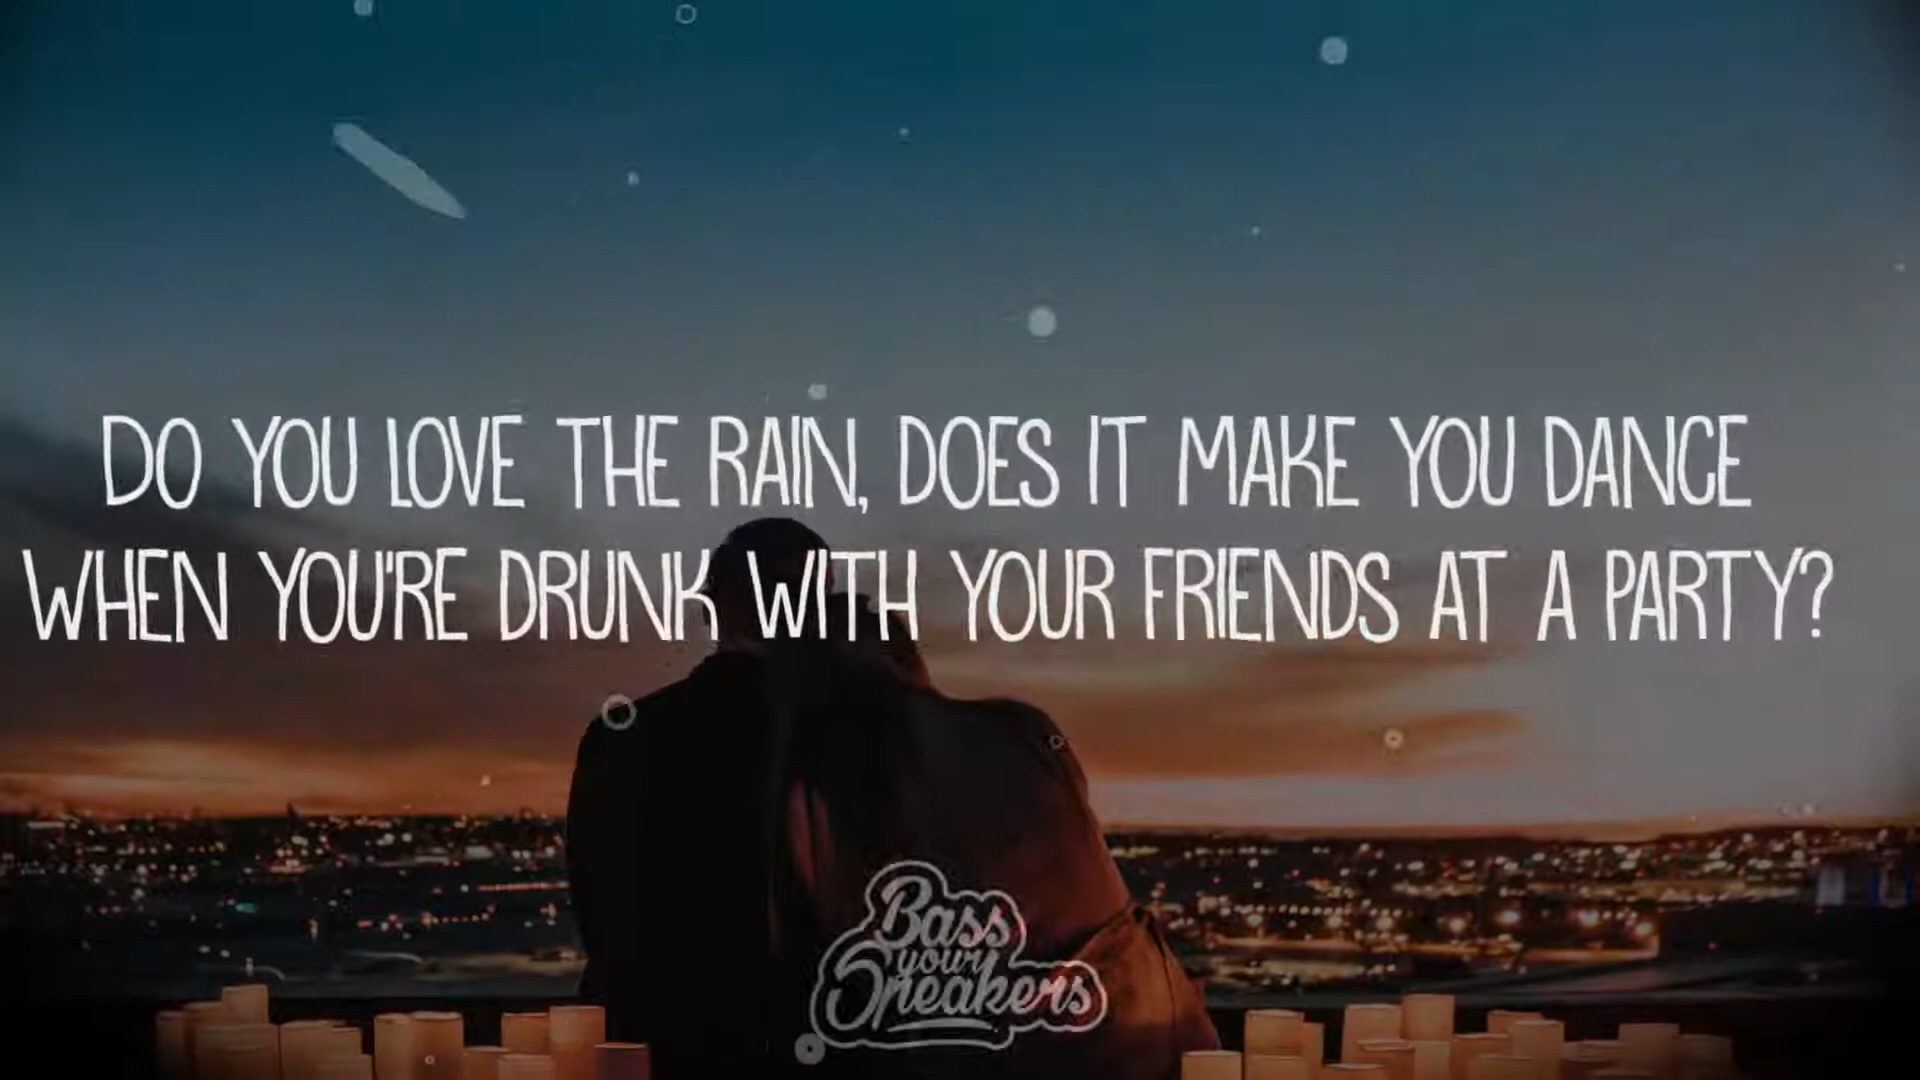 DO YOU LOVE THE RAIN, DOES IT MAKE YOU DANCE
WHEN YOU'RE DRUNK WITH YOUR FRIENDS AT A PARTY?
Bass
your
Sneakers